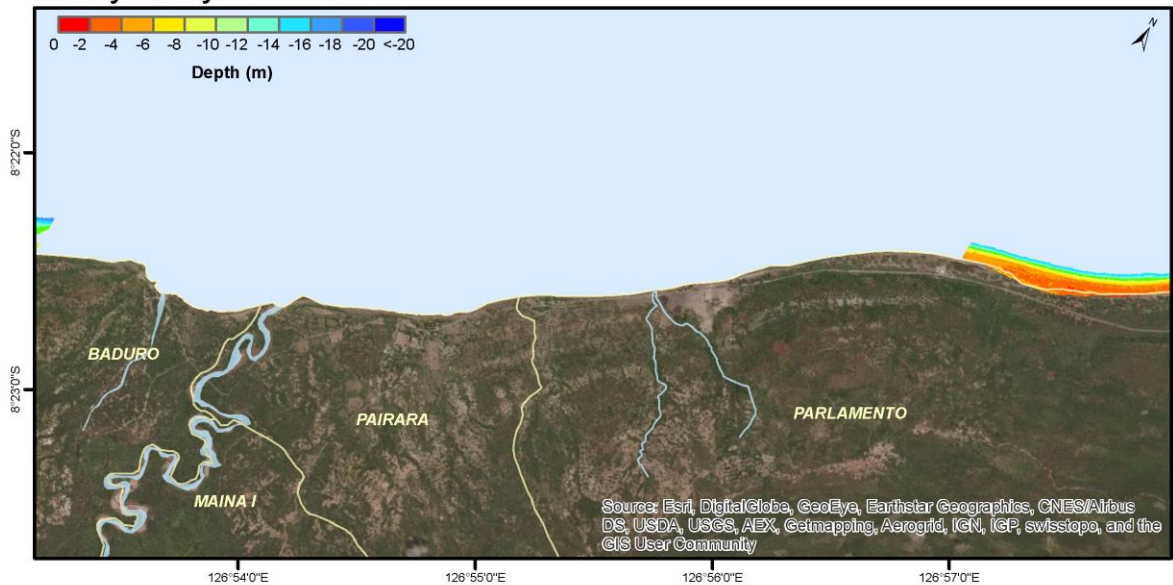 0 -2 -4 -6 -8 -10 -12 -14 -16 -18 -20 <-20
Depth (m)
N
8°22'0"S
BADURO
8°23'0"S
PAIRARA
PARLAMENTO
MAINA I
Source: Esri, DigitalGlobe, GeoEye, Earthstar Geographics, CNES/Airbus
DS, USDA, USGS, AEX, Getmapping, Aerogrid, IGN, IGP, swisstopo, and the
GIS User Community
126°54'0"E 126°55'0"E 126°56'0"E 126°57'0"E